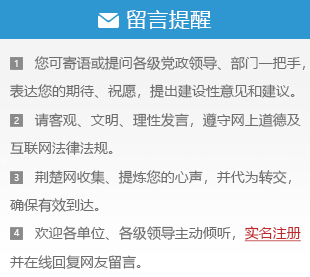 留言提醒
1 您可寄语或提问各级党政领导、部门一把手，
表达您的期待、祝愿，提出建设性意见和建议。
2 请客观、文明、理性发言，遵守网上道德及
互联网法律法规。
3 荆楚网收集、提炼您的心声，并代为转交，
确保有效到达。
4 欢迎各单位、各级领导主动倾听，实名注册
并在线回复网友留言。